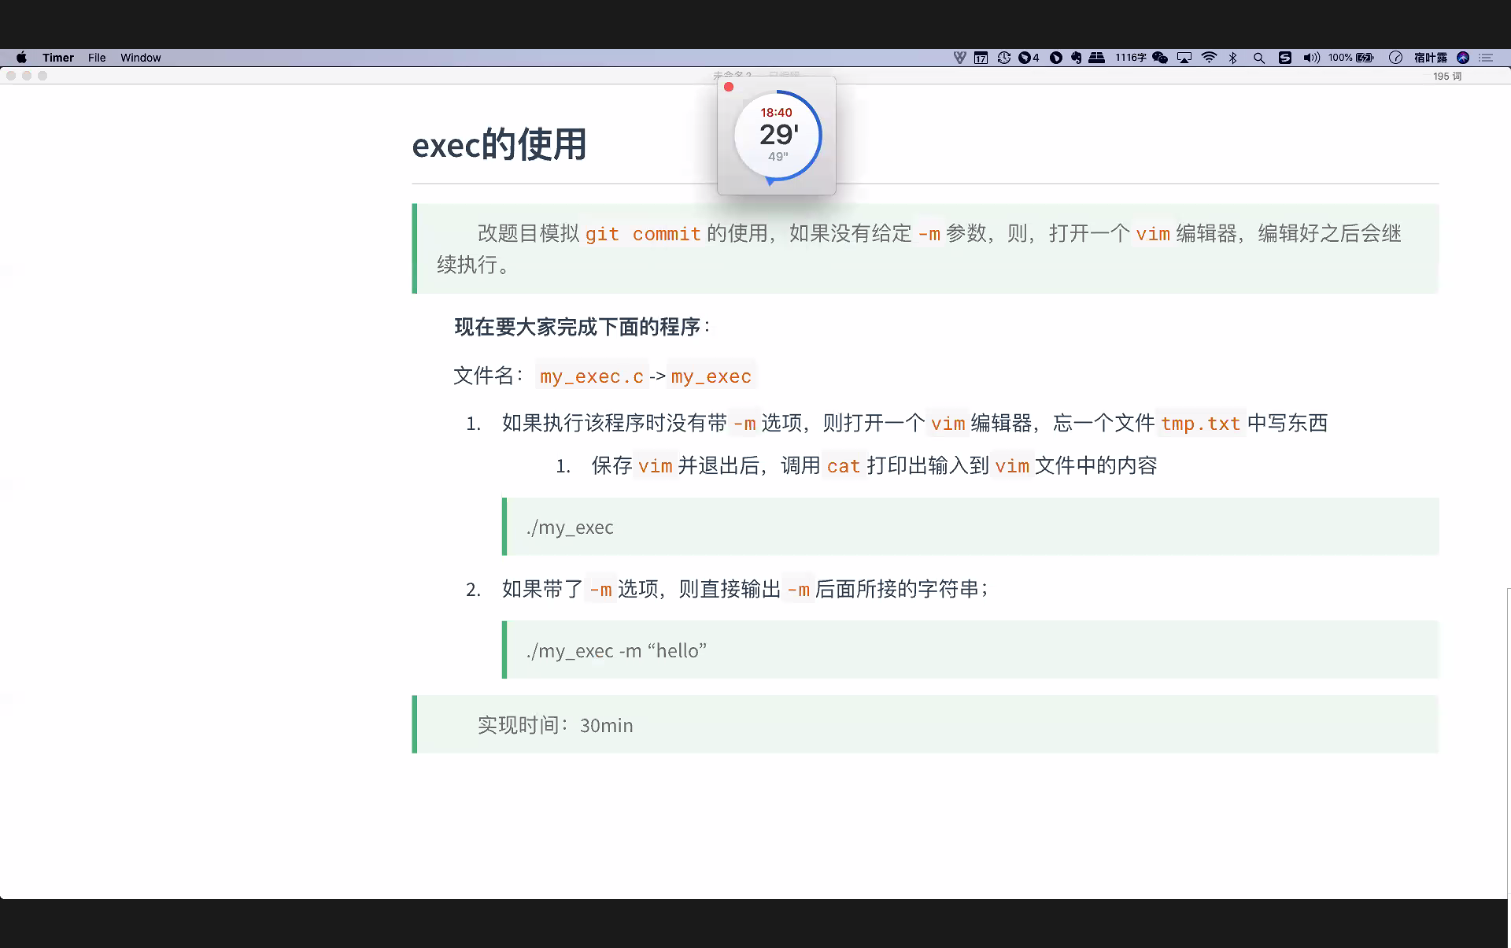 Timer File Window
17
4
1116字
100%
宿叶露
195 词
18:40
29'
49"
exec的使用
改题目模拟 git commit 的使用，如果没有给定 -m 参数，则，打开一个 vim 编辑器，编辑好之后会继
续执行。
现在要大家完成下面的程序：
文件名： my_exec.c -> my_exec
1. 如果执行该程序时没有带 -m 选项，则打开一个 vim 编辑器，忘一个文件 tmp.txt 中写东西
1. 保存 vim 并退出后，调用 cat 打印出输入到 vim 文件中的内容
./my_exec
2. 如果带了 -m 选项，则直接输出 -m 后面所接的字符串；
./my_exec -m “hello”
实现时间：30min